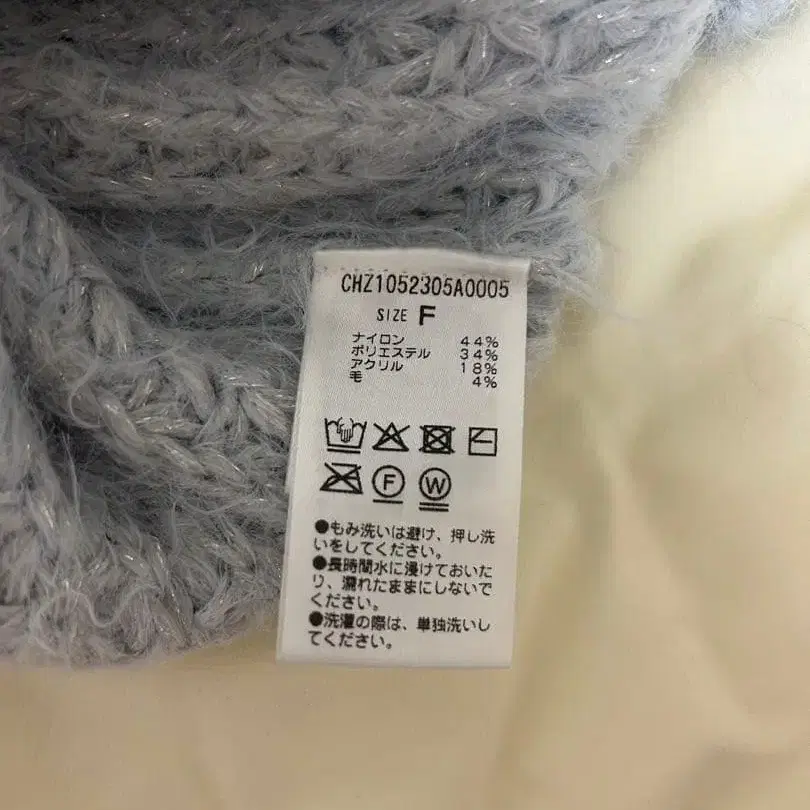 CHZ1052305A0005
SIZE F
ナイロン 44%
ポリエステル 34%
アクリル 18%
毛 4%
F W
●もみ洗いは避け、押し洗
いをしてください。
●長時間水に浸けておいた
り、濡れたままにしないで
ください。
●洗濯の際は、単独洗いし
てください。